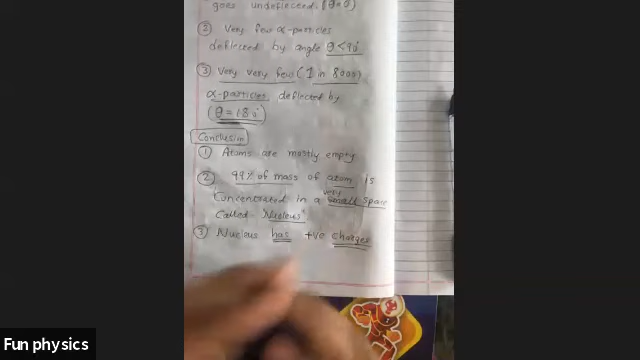 goes undeflected (θ=0)
② Very few α-particles
deflected by angle θ<90°
③ Very very few (1 in 8000)
α-particles deflected by
(θ=180°)
Conclusion
① Atoms are mostly empty
② 99% of mass of atom is
Concentrated in a very small space
Called "Nucleus"
③ Nucleus has +ve charges
Fun physics